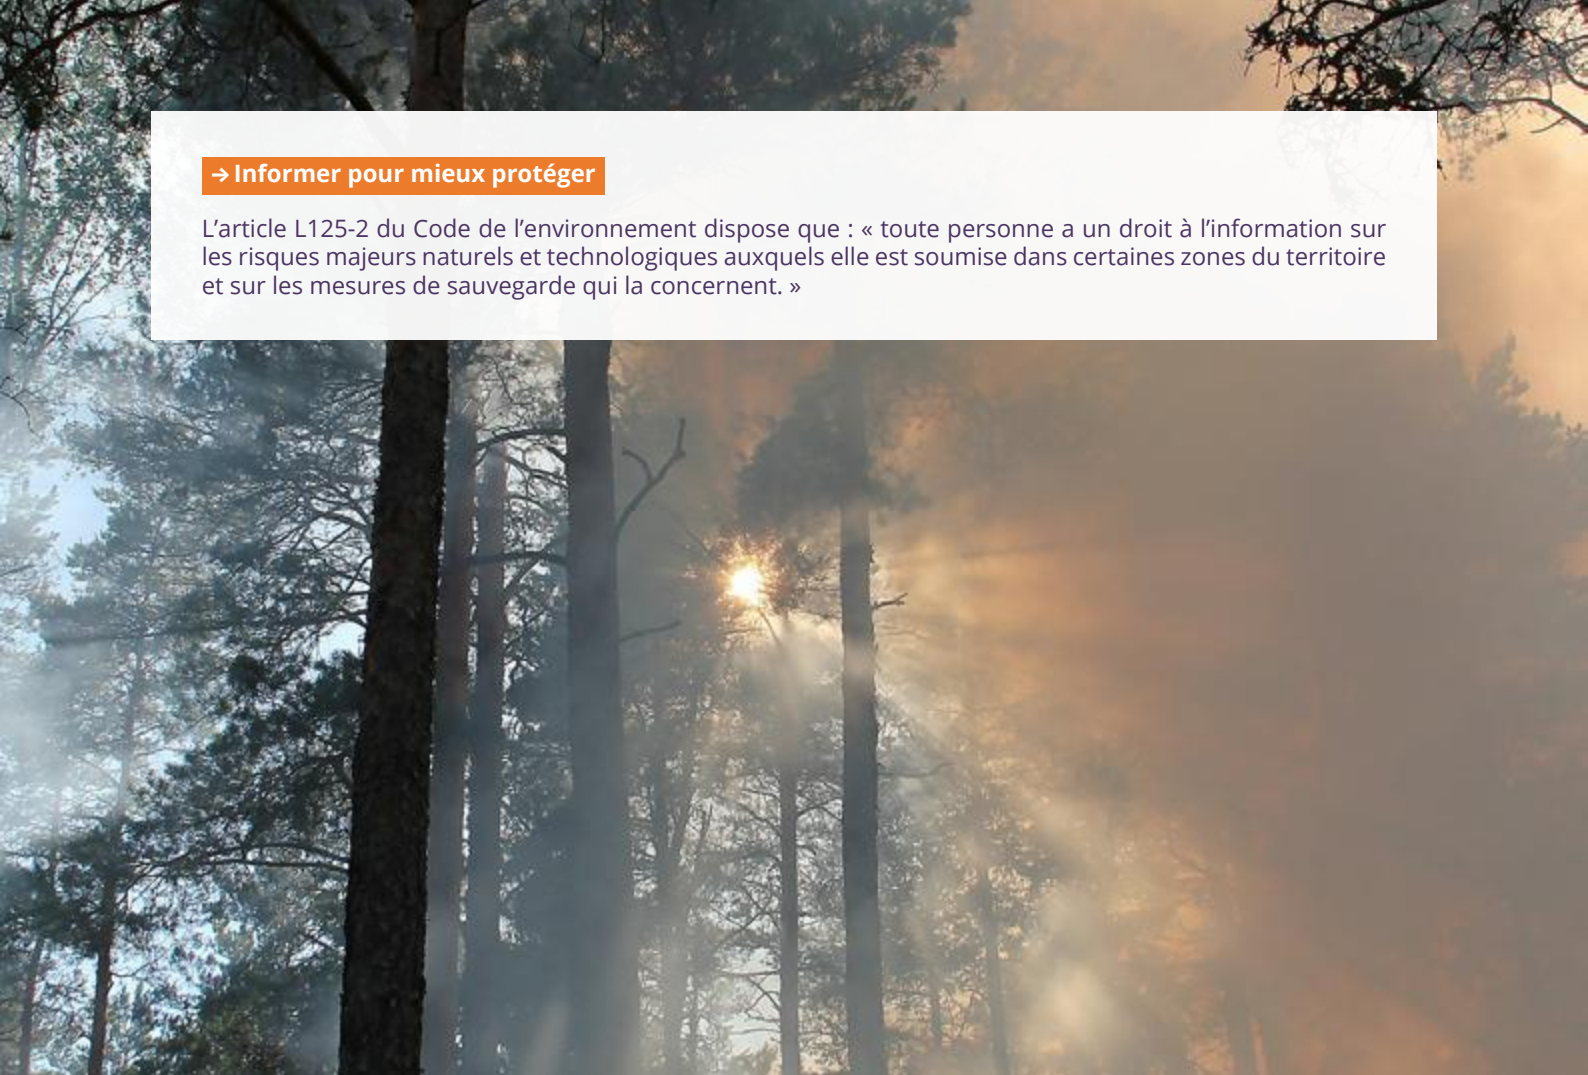 → Informer pour mieux protéger
L’article L125-2 du Code de l’environnement dispose que : « toute personne a un droit à l’information sur
les risques majeurs naturels et technologiques auxquels elle est soumise dans certaines zones du territoire
et sur les mesures de sauvegarde qui la concernent. »